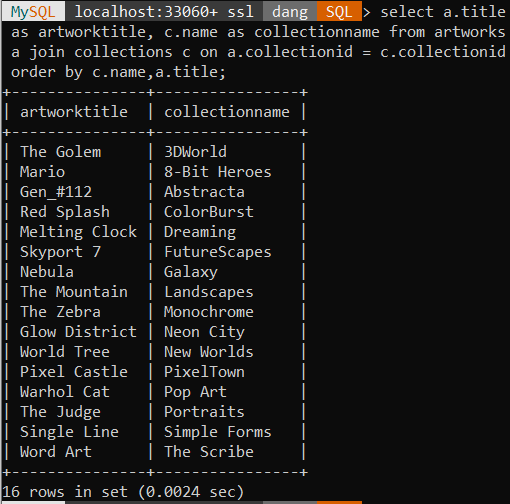 MySQL localhost:33060+ ssl dang SQL > select a.title
as artworktitle, c.name as collectionname from artworks
a join collections c on a.collectionid = c.collectionid
order by c.name,a.title;
+---------------+----------------+
| artworktitle  | collectionname |
+---------------+----------------+
| The Golem     | 3DWorld        |
| Mario         | 8-Bit Heroes   |
| Gen_#112      | Abstracta      |
| Red Splash    | ColorBurst     |
| Melting Clock | Dreaming       |
| Skyport 7     | FutureScapes   |
| Nebula        | Galaxy         |
| The Mountain  | Landscapes     |
| The Zebra     | Monochrome     |
| Glow District | Neon City      |
| World Tree    | New Worlds     |
| Pixel Castle  | PixelTown      |
| Warhol Cat    | Pop Art        |
| The Judge     | Portraits      |
| Single Line   | Simple Forms   |
| Word Art      | The Scribe     |
+---------------+----------------+
16 rows in set (0.0024 sec)